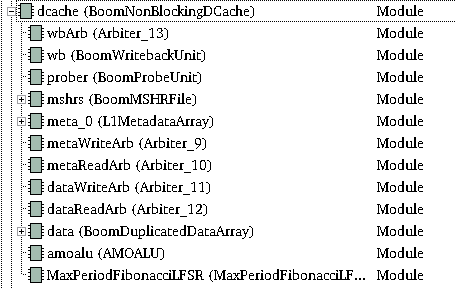 dcache (BoomNonBlockingDCache) Module
wbArb (Arbiter_13) Module
wb (BoomWritebackUnit) Module
prober (BoomProbeUnit) Module
mshrs (BoomMSHRFile) Module
meta_0 (L1MetadataArray) Module
metaWriteArb (Arbiter_9) Module
metaReadArb (Arbiter_10) Module
dataWriteArb (Arbiter_11) Module
dataReadArb (Arbiter_12) Module
data (BoomDuplicatedDataArray) Module
amoalu (AMOALU) Module
MaxPeriodFibonacciLFSR (MaxPeriodFibonacciLF... Module